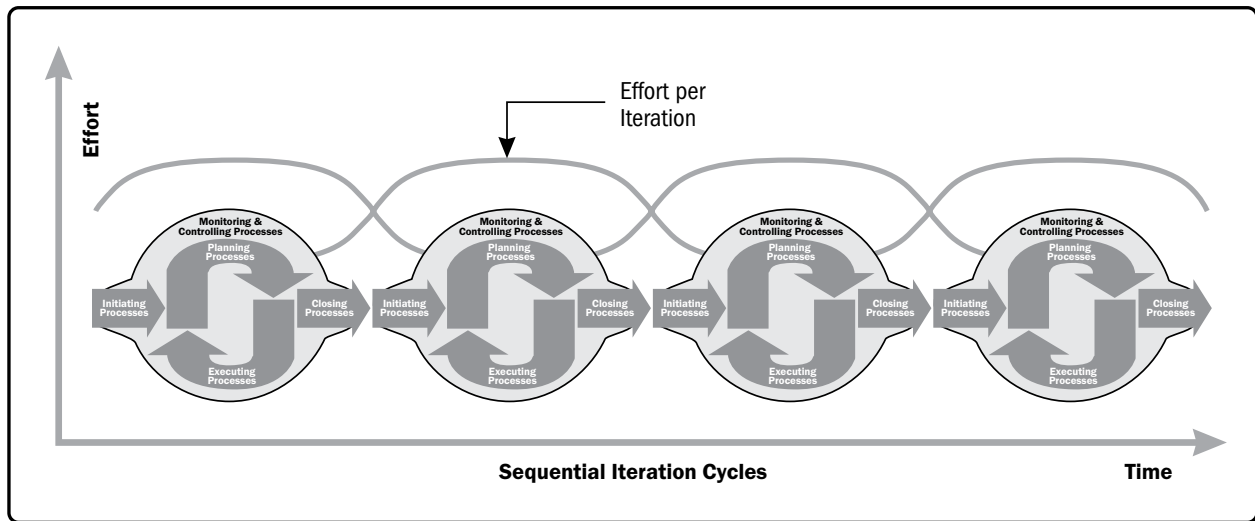 Effort
Effort per
Iteration
Monitoring &
Controlling Processes
Planning
Processes
Initiating
Processes
Closing
Processes
Executing
Processes
Monitoring &
Controlling Processes
Planning
Processes
Initiating
Processes
Closing
Processes
Executing
Processes
Monitoring &
Controlling Processes
Planning
Processes
Initiating
Processes
Closing
Processes
Executing
Processes
Monitoring &
Controlling Processes
Planning
Processes
Initiating
Processes
Closing
Processes
Executing
Processes
Sequential Iteration Cycles
Time